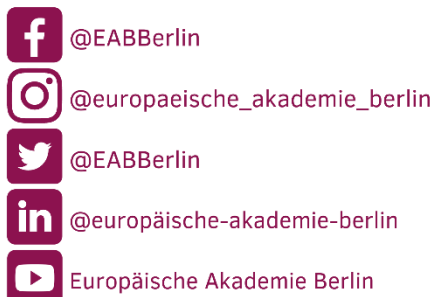 @EABBerlin
@europaeische_akademie_berlin
@EABBerlin
@europäische-akademie-berlin
Europäische Akademie Berlin